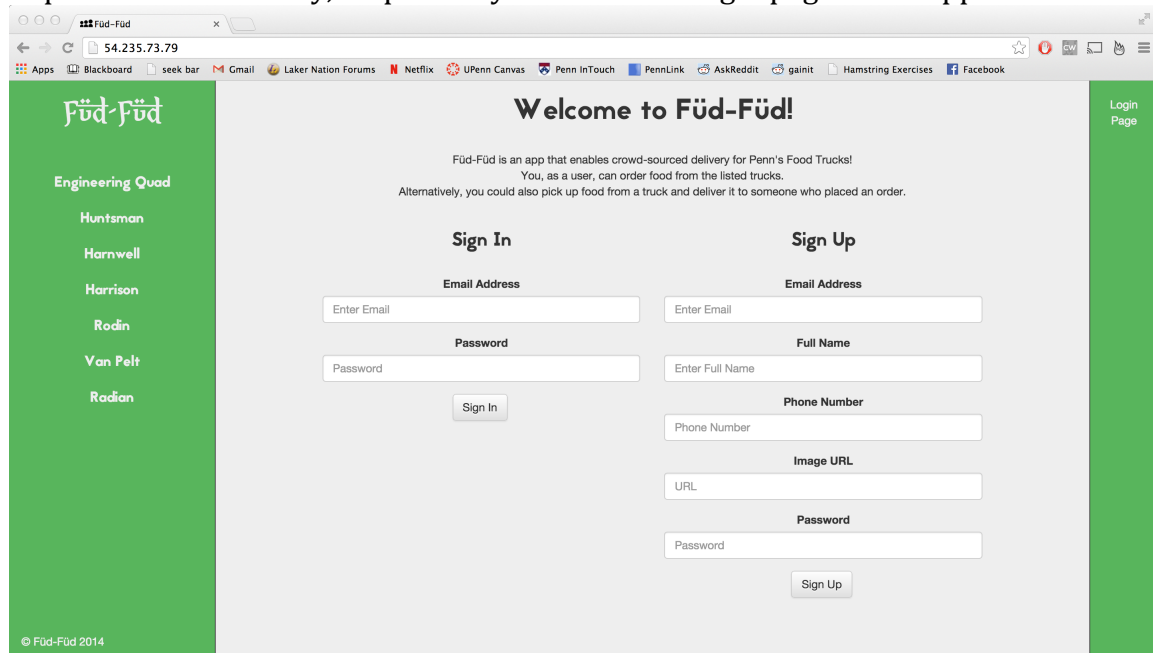 Füd-Füd
54.235.73.79
CW
Apps Blackboard seek bar Gmail Laker Nation Forums Netflix UPenn Canvas Penn InTouch PennLink AskReddit gainit Hamstring Exercises Facebook
Füd-Füd
Engineering Quad
Huntsman
Harnwell
Harrison
Rodin
Van Pelt
Radian
© Füd-Füd 2014
Welcome to Füd-Füd!
Füd-Füd is an app that enables crowd-sourced delivery for Penn's Food Trucks!
You, as a user, can order food from the listed trucks.
Alternatively, you could also pick up food from a truck and deliver it to someone who placed an order.
Sign In
Email Address
Enter Email
Password
Password
Sign In
Sign Up
Email Address
Enter Email
Full Name
Enter Full Name
Phone Number
Phone Number
Image URL
URL
Password
Password
Sign Up
Login
Page